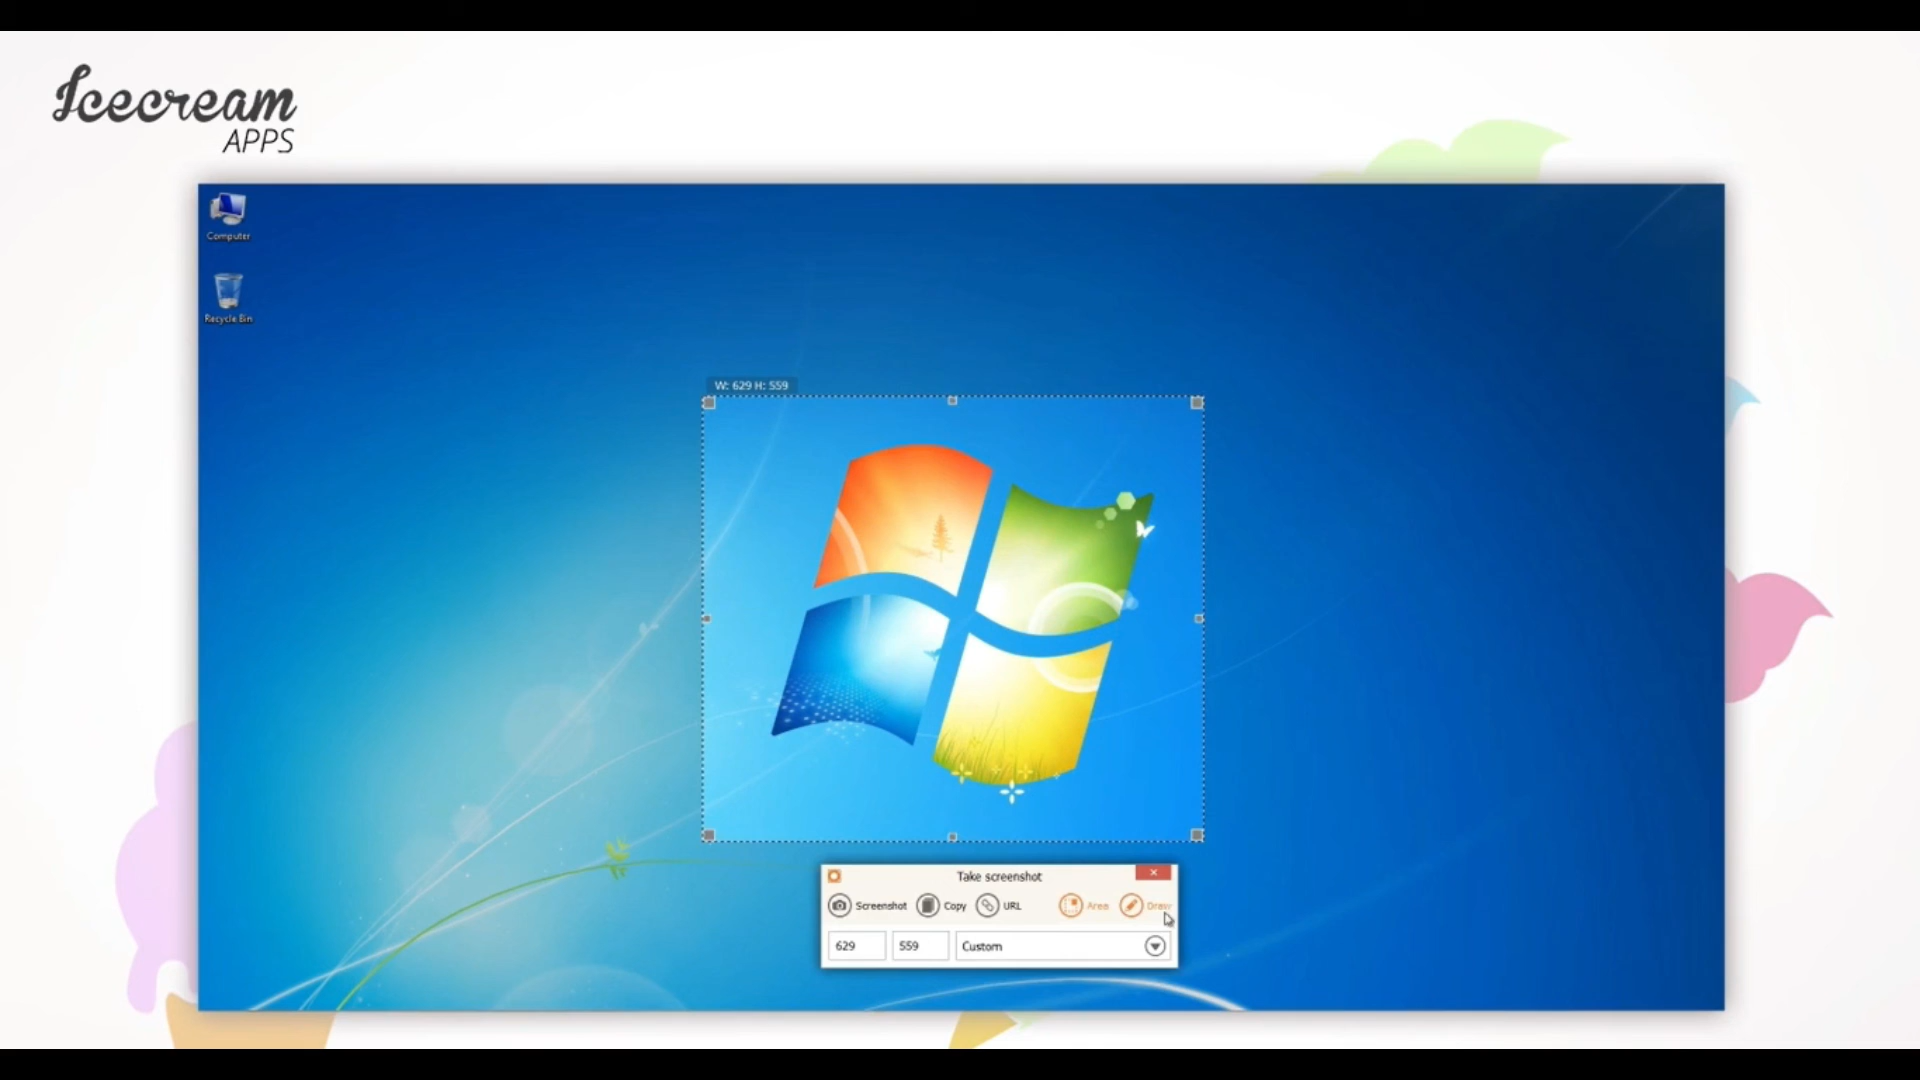 Icecream
APPS
Computer
Recycle Bin
W: 629 H: 559
Take screenshot
Screenshot Copy URL Area Draw
629 559 Custom